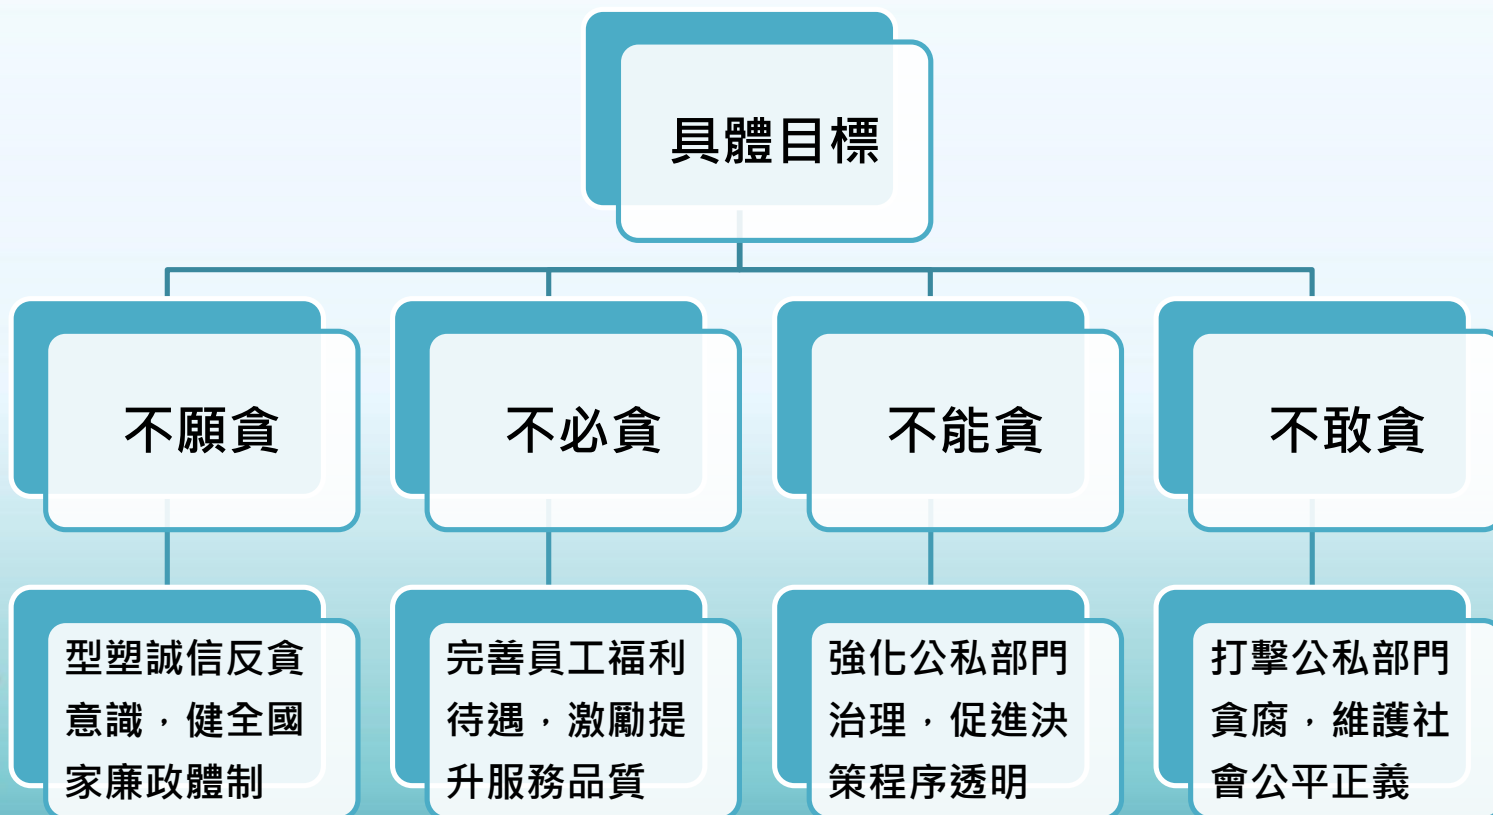 具體目標
不願貪
不必貪
不能貪
不敢貪
型塑誠信反貪
意識，健全國
家廉政體制
完善員工福利
待遇，激勵提
升服務品質
強化公私部門
治理，促進決
策程序透明
打擊公私部門
貪腐，維護社
會公平正義